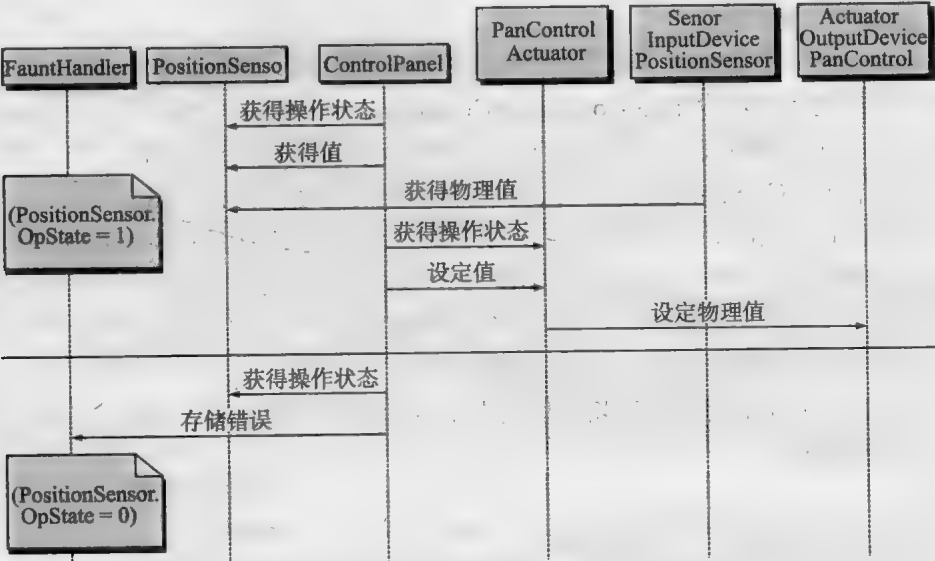 FauntHandler
PositionSenso
ControlPanel
PanControl
Actuator
Senor
InputDevice
PositionSensor
Actuator
OutputDevice
PanControl
获得操作状态
获得值
获得物理值
(PositionSensor.
OpState = 1)
获得操作状态
设定值
设定物理值
获得操作状态
存储错误
(PositionSensor.
OpState = 0)